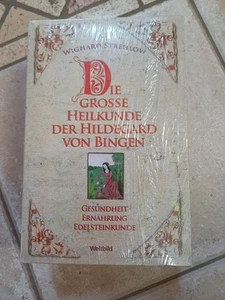 WIGHARD STREHLOW
DIE
GROSSE
HEILKUNDE
DER HILDEGARD
VON BINGEN
GESUNDHEIT
ERNÄHRUNG
EDELSTEINKUNDE
Weltbild